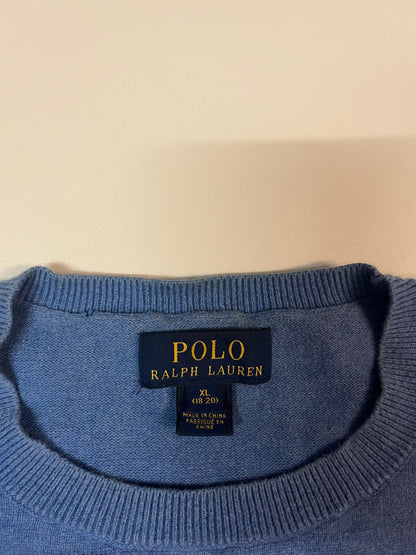 POLO
RALPH LAUREN
XL
(18-20)
MADE IN CHINA
FABRIQUÉ EN
CHINE